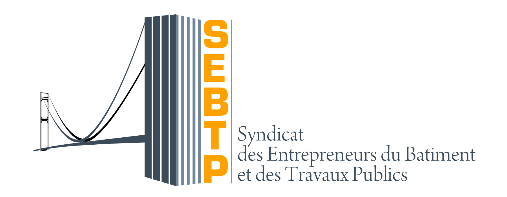 SEBTP
Syndicat
des Entrepreneurs du Batiment
et des Travaux Publics